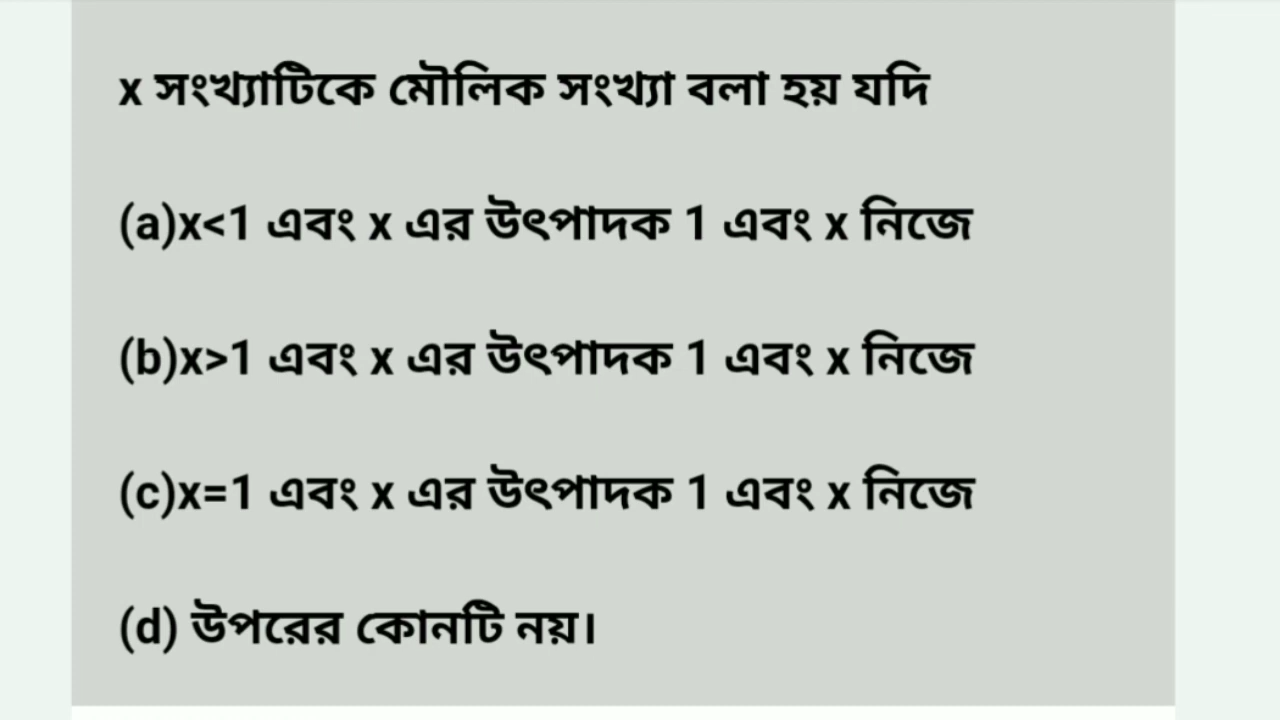 x সংখ্যাটিকে মৌলিক সংখ্যা বলা হয় যদি
(a)x<1 এবং x এর উৎপাদক 1 এবং x নিজে
(b)x>1 এবং x এর উৎপাদক 1 এবং x নিজে
(c)x=1 এবং x এর উৎপাদক 1 এবং x নিজে
(d) উপরের কোনটি নয়।